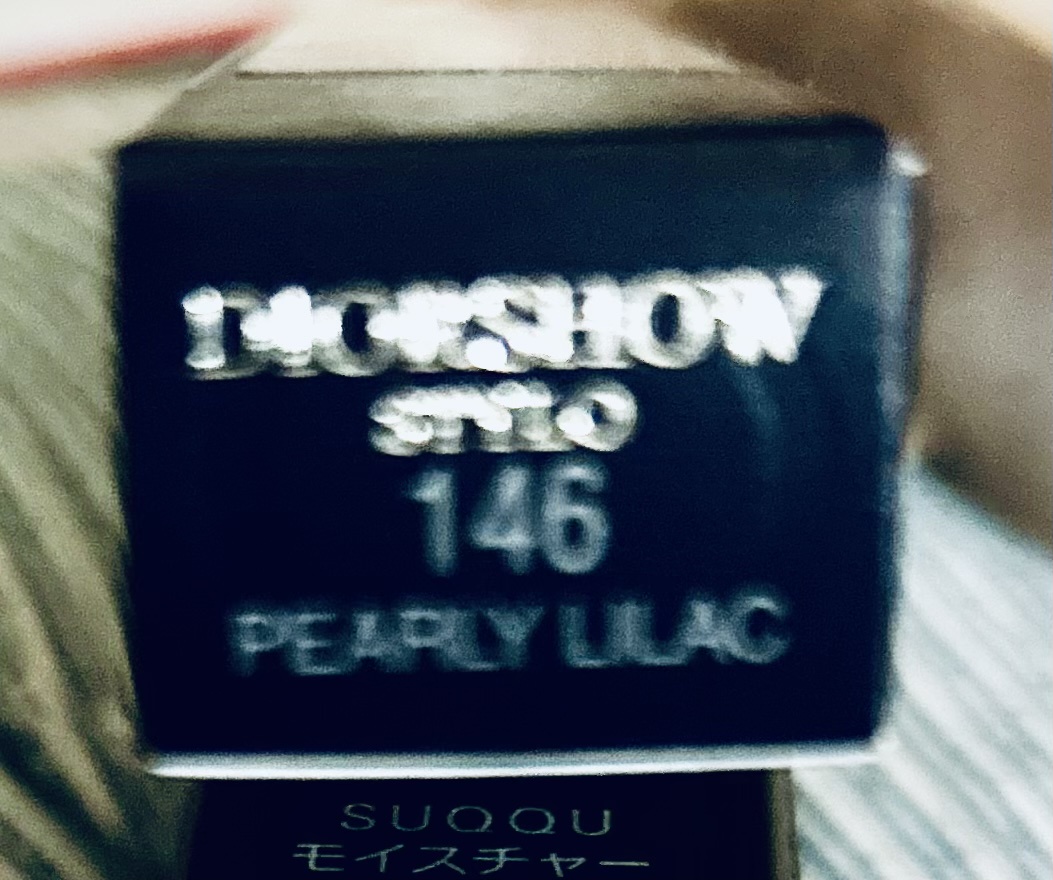 DIORSHOW
STYLO
146
PEARLY LILAC
SUQQU
モイスチャー